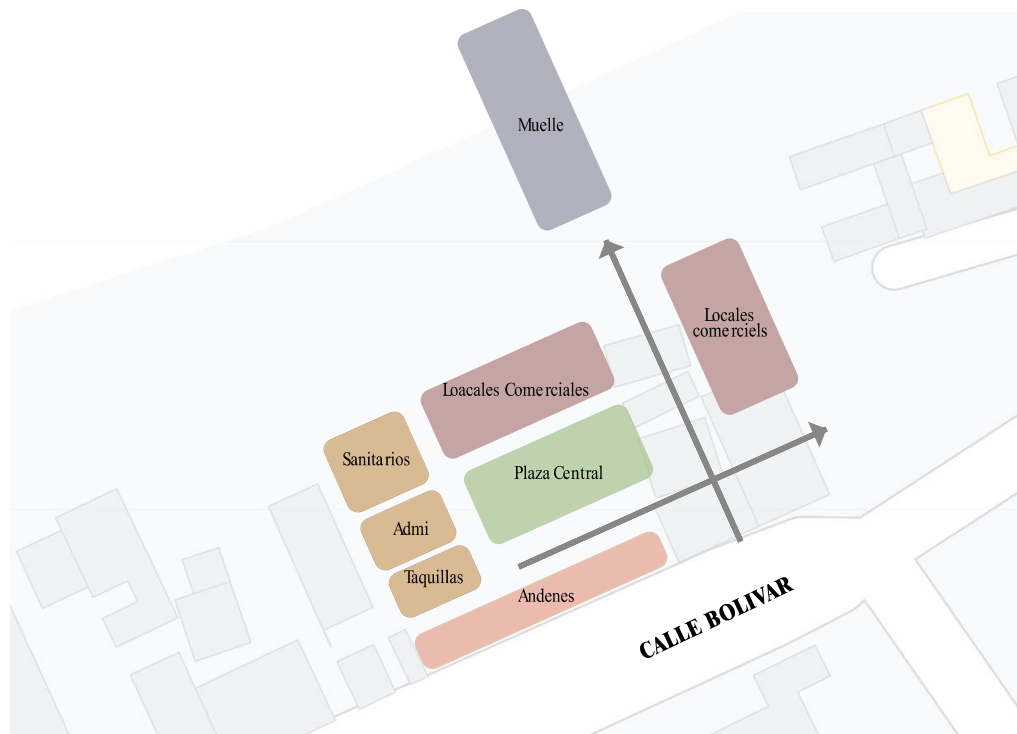 Muelle
Locales
comerciels
Loacales Comerciales
Sanitarios
Plaza Central
Admi
Taquillas
Andenes
CALLE BOLIVAR